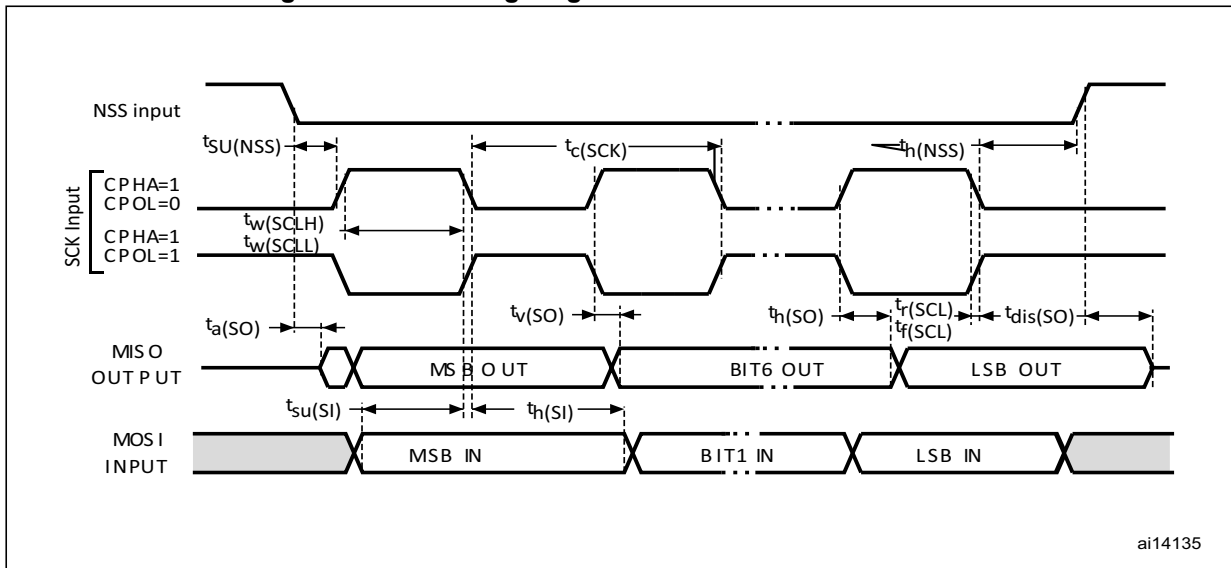 NSS input
tSU(NSS)
tc(SCK)
th(NSS)
SCK Input
CPHA=1
CPOL=0
tw(SCLH)
CPHA=1
tw(SCLL)
CPOL=1
ta(SO)
tv(SO)
th(SO)
tr(SCL)
tf(SCL)
tdis(SO)
MISO
OUTPUT
MSB OUT
BIT6 OUT
LSB OUT
tsu(SI)
th(SI)
MOSI
INPUT
MSB IN
BIT1 IN
LSB IN
ai14135